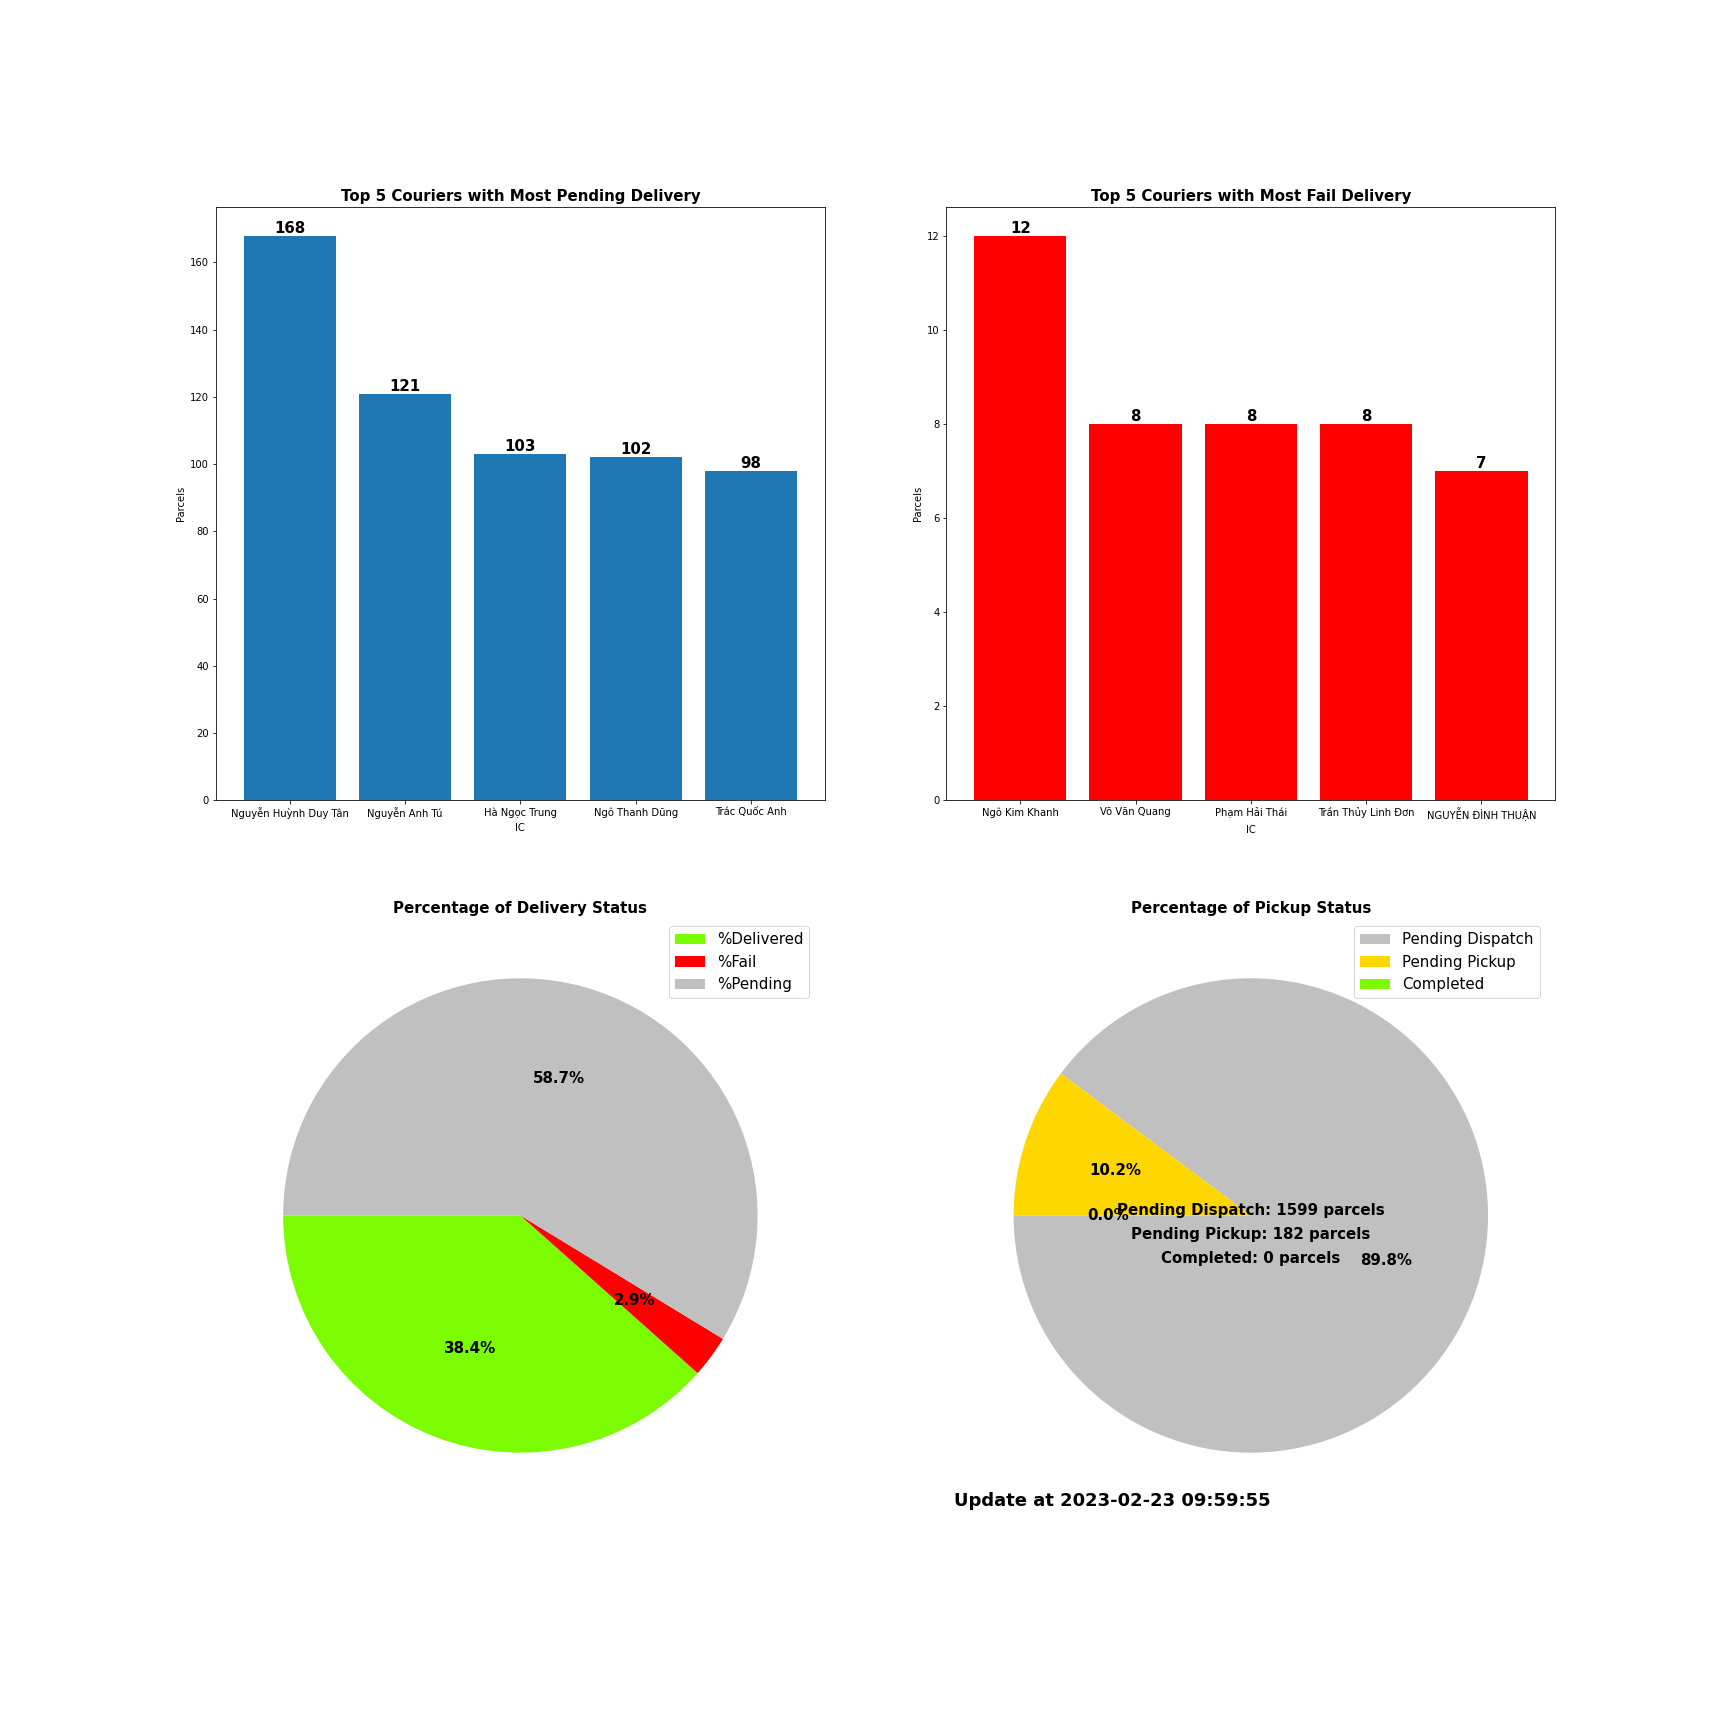 Top 5 Couriers with Most Pending Delivery
168
121
103
102
98
160
140
120
100
80
60
40
20
0
Parcels
Nguyễn Huỳnh Duy Tân
Nguyễn Anh Tú
Hà Ngọc Trung
Ngô Thanh Dũng
Trác Quốc Anh
IC
Top 5 Couriers with Most Fail Delivery
12
8
8
8
7
12
10
8
6
4
2
0
Parcels
Ngô Kim Khanh
Võ Văn Quang
Phạm Hải Thái
Trần Thủy Linh Đơn
NGUYỄN ĐÌNH THUẬN
IC
Percentage of Delivery Status
%Delivered
%Fail
%Pending
58.7%
2.9%
38.4%
Percentage of Pickup Status
Pending Dispatch
Pending Pickup
Completed
10.2%
0.0%
Pending Dispatch: 1599 parcels
Pending Pickup: 182 parcels
Completed: 0 parcels
89.8%
Update at 2023-02-23 09:59:55